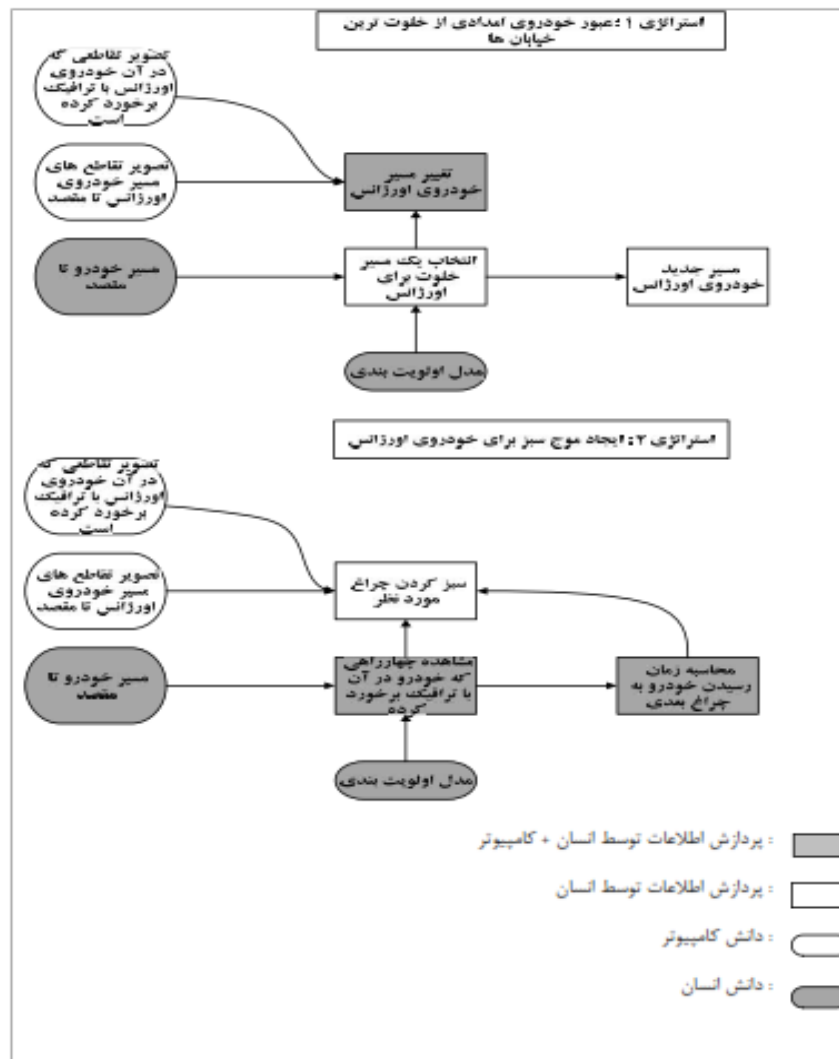 استراتژی ۱ :عبور خودروی امدادی از خلوت ترین
خیابان ها
تصویر تقاطعی که
در آن خودروی
اورژانس با ترافیک
برخورد کرده
است
تصویر تقاطع های
مسیر خودروی
اورژانس تا مقصد
تغییر مسیر
خودروی اورژانس
مسیر خودرو تا
مقصد
انتخاب یک مسیر
خلوت برای
اورژانس
مسیر جدید
خودروی اورژانس
مدل اولویت بندی
استراتژی ۲ : ایجاد موج سبز برای خودروی اورژانس
تصویر تقاطعی که
در آن خودروی
اورژانس با ترافیک
برخورد کرده
است
تصویر تقاطع های
مسیر خودروی
اورژانس تا مقصد
سبز کردن چراغ
مورد نظر
مسیر خودرو تا
مقصد
مشاهده چهارراهی
که خودرو در آن
با ترافیک برخورد
کرده
محاسبه زمان
رسیدن خودرو به
چراغ بعدی
مدل اولویت بندی
: پردازش اطلاعات توسط انسان + کامپیوتر
: پردازش اطلاعات توسط انسان
: دانش کامپیوتر
: دانش انسان